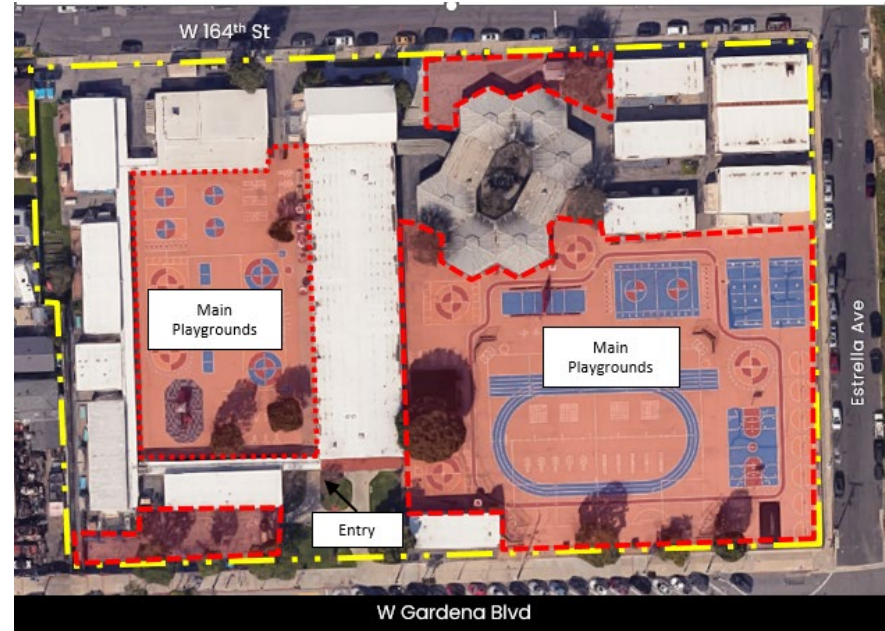 W 164th St
Main
Playgrounds
Main
Playgrounds
Estrella Ave
Entry
W Gardena Blvd